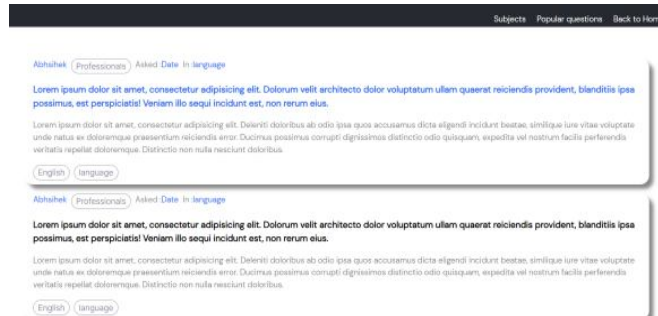 Subjects Popular questions Back to Hom
Abhsihek Professionals Asked Date In language
Lorem ipsum dolor sit amet, consectetur adipisicing elit. Dolorum velit architecto dolor voluptatum ullam quaerat reiciendis provident, blanditiis ipsa
possimus, est perspiciatis! Veniam illo sequi incidunt est, non rerum eius.
Lorem ipsum dolor sit amet, consectetur adipisicing elit. Deleniti doloribus ab odio ipsa quos accusamus dicta eligendi incidunt beatae, similique iure vitae voluptate
unde natus ex doloremque praesentium reiciendis error. Ducimus possimus corrupti dignissimos distinctio odio quisquam, expedita vel nostrum facilis perferendis
veritatis repellat doloremque. Distinctio non nulla nesciunt doloribus.
English language
Abhsihek Professionals Asked Date In language
Lorem ipsum dolor sit amet, consectetur adipisicing elit. Dolorum velit architecto dolor voluptatum ullam quaerat reiciendis provident, blanditiis ipsa
possimus, est perspiciatis! Veniam illo sequi incidunt est, non rerum eius.
Lorem ipsum dolor sit amet, consectetur adipisicing elit. Deleniti doloribus ab odio ipsa quos accusamus dicta eligendi incidunt beatae, similique iure vitae voluptate
unde natus ex doloremque praesentium reiciendis error. Ducimus possimus corrupti dignissimos distinctio odio quisquam, expedita vel nostrum facilis perferendis
veritatis repellat doloremque. Distinctio non nulla nesciunt doloribus.
English language